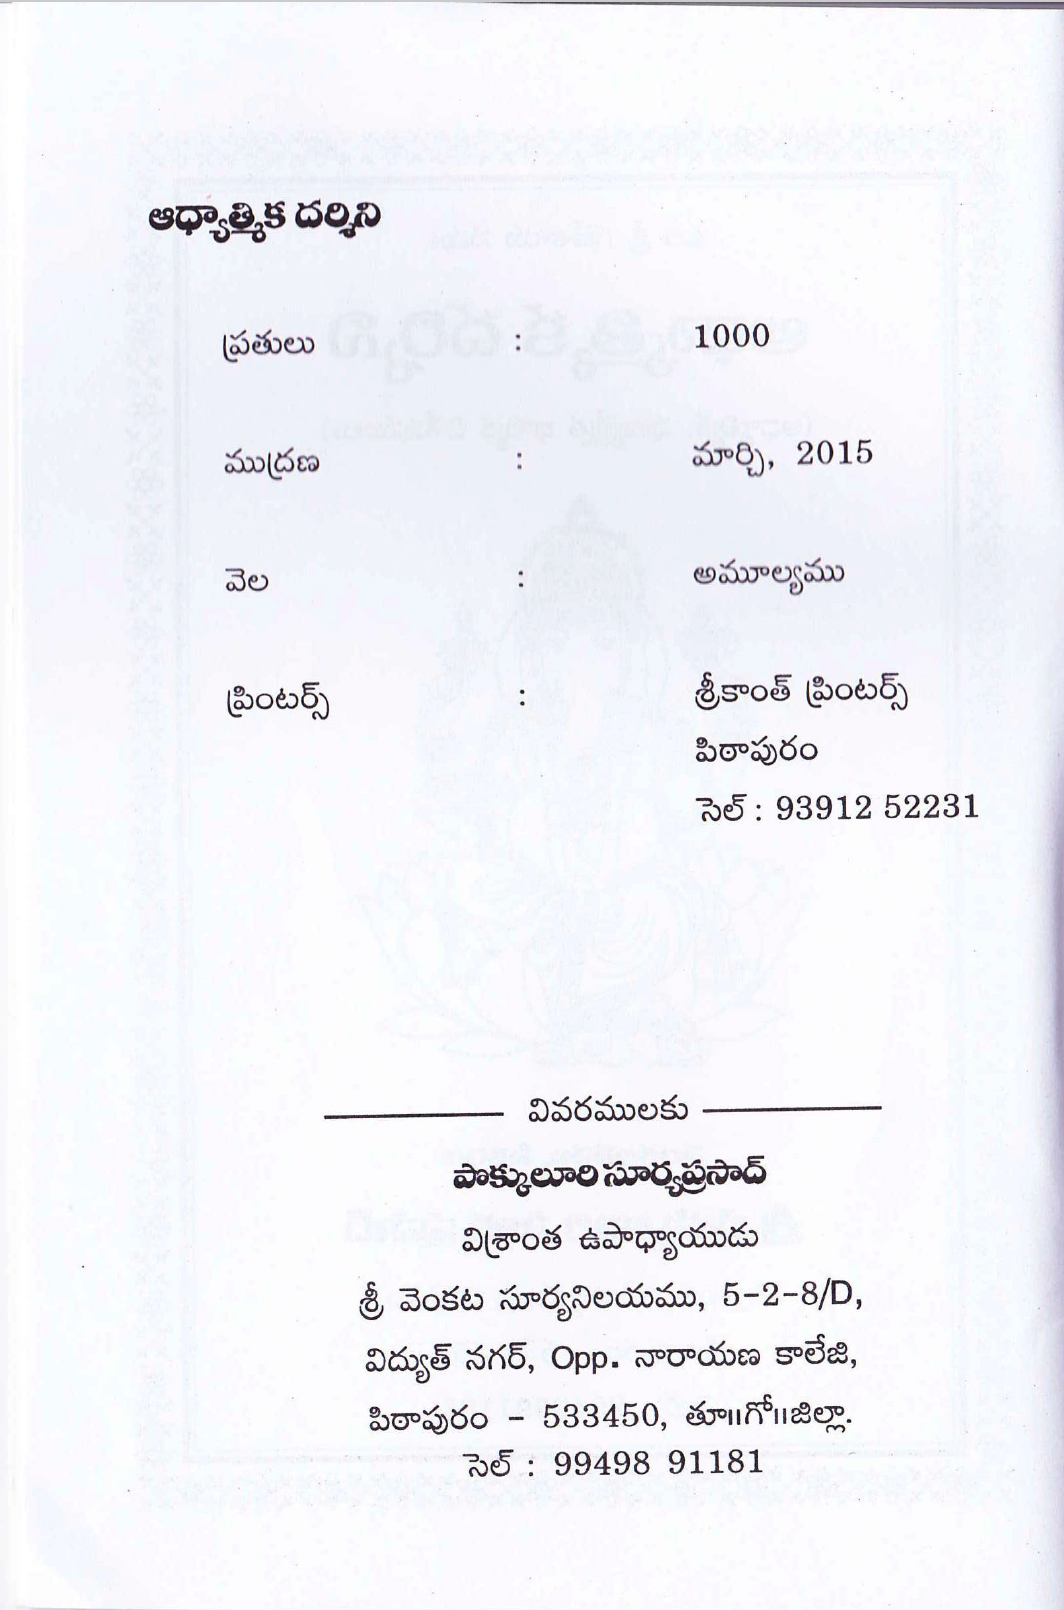 ఆధ్యాత్మిక దర్శిని
ప్రతులు : 1000
ముద్రణ : మార్చి, 2015
వెల : అమూల్యము
ప్రింటర్స్ : శ్రీకాంత్ ప్రింటర్స్
పిఠాపురం
సెల్ : 93912 52231
వివరములకు
పొక్కులూరి సూర్యప్రసాద్
విశ్రాంత ఉపాధ్యాయుడు
శ్రీ వెంకట సూర్యనిలయము, 5-2-8/D,
విద్యుత్ నగర్, Opp. నారాయణ కాలేజి,
పిఠాపురం - 533450, తూ॥గో॥జిల్లా.
సెల్ : 99498 91181